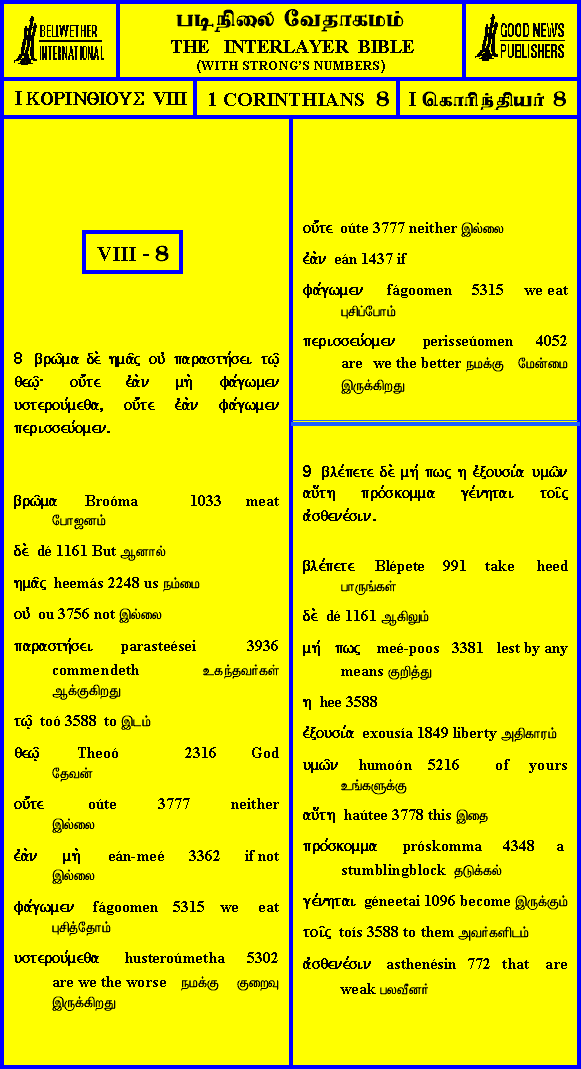 BELLWETHER
INTERNATIONAL
படிநிலை வேதாகமம்
THE INTERLAYER BIBLE
(WITH STRONG'S NUMBERS)
GOOD NEWS
PUBLISHERS
I ΚΟΡΙΝΘΙΟΥΣ VIII
1 CORINTHIANS 8
I கொரிந்தியர் 8
VIII - 8
8 βρῶμα δὲ ημᾶς οὐ παραστήσει τῷ
θεῷ· οὔτε ἐὰν μὴ φάγωμεν
υστερούμεθα, οὔτε ἐὰν φάγωμεν
περισσεύομεν.
βρῶμα Broóma 1033 meat
போஜனம்
δὲ dé 1161 But ஆனால்
ημᾶς heemás 2248 us நம்மை
οὐ ou 3756 not இல்லை
παραστήσει parasteései 3936
commendeth உகந்தவர்கள்
ஆக்குகிறது
τῷ toó 3588 to இடம்
θεῷ Theoó 2316 God
தேவன்
οὔτε oúte 3777 neither
இல்லை
ἐὰν μὴ eán-meé 3362 if not
இல்லை
φάγωμεν fágoomen 5315 we eat
புசித்தோம்
υστερούμεθα husteroúmetha 5302
are we the worse நமக்கு குறைவு
இருக்கிறது
οὔτε oúte 3777 neither இல்லை
ἐὰν eán 1437 if
φάγωμεν fágoomen 5315 we eat
புசிப்போம்
περισσεύομεν perisseúomen 4052
are we the better நமக்கு மேன்மை
இருக்கிறது
9 βλέπετε δὲ μή πως η ἐξουσία υμῶν
αὕτη πρόσκομμα γένηται τοῖς
ἀσθενέσιν.
βλέπετε Blépete 991 take heed
பாருங்கள்
δὲ dé 1161 ஆகிலும்
μή πως meé-poos 3381 lest by any
means குறித்து
η hee 3588
ἐξουσία exousía 1849 liberty அதிகாரம்
υμῶν humoón 5216 of yours
உங்களுக்கு
αὕτη haútee 3778 this இதை
πρόσκομμα próskomma 4348 a
stumblingblock தடுக்கல்
γένηται géneetai 1096 become இருக்கும்
τοῖς toís 3588 to them அவர்களிடம்
ἀσθενέσιν asthenésin 772 that are
weak பலவீனர்